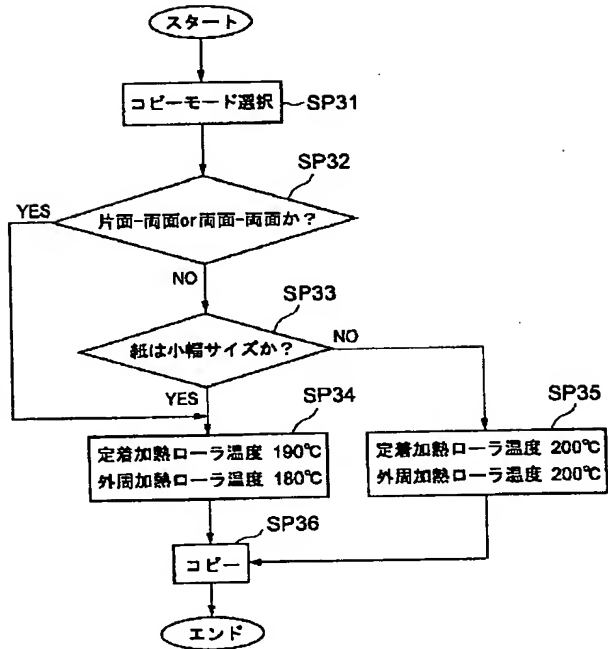 スタート
コピーモード選択
SP31
SP32
YES
片面-両面or両面-両面か？
NO
SP33
紙は小幅サイズか？
NO
YES
SP34
定着加熱ローラ温度 190℃
外周加熱ローラ温度 180℃
SP35
定着加熱ローラ温度 200℃
外周加熱ローラ温度 200℃
SP36
コピー
エンド